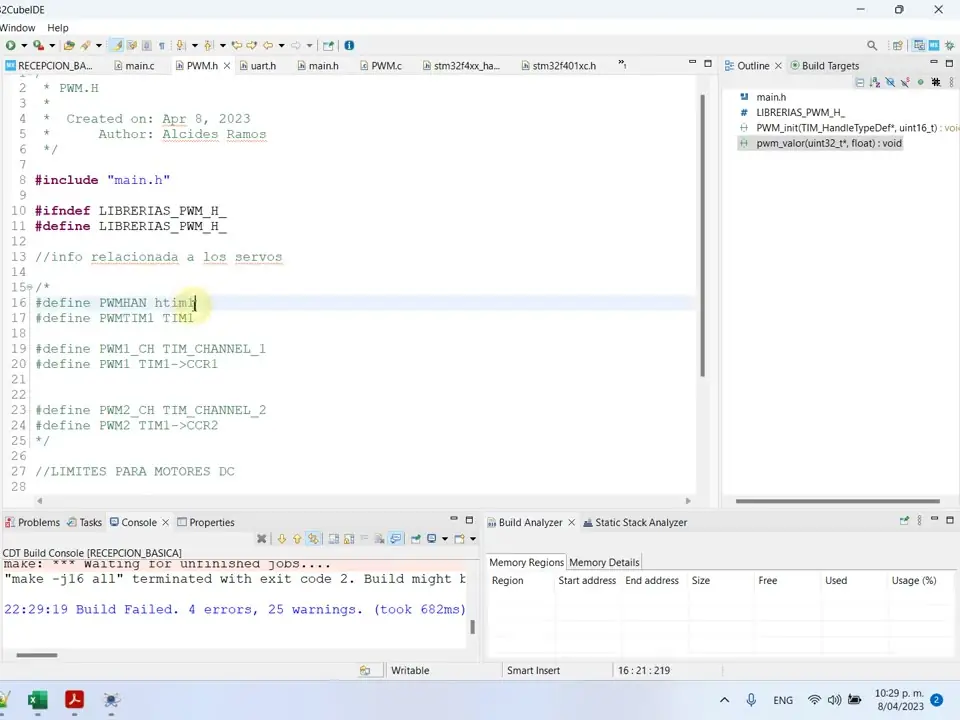 32CubeIDE
Window Help
RECEPCION_BA... main.c PWM.h uart.h main.h PWM.c stm32f4xx_ha... stm32f401xc.h
Outline Build Targets
2 * PWM.H
3 *
4 * Created on: Apr 8, 2023
5 * Author: Alcides Ramos
6 */
7
8 #include "main.h"
9
10 #ifndef LIBRERIAS_PWM_H_
11 #define LIBRERIAS_PWM_H_
12
13 //info relacionada a los servos
14
15 /*
16 #define PWMHAN htim1
17 #define PWMTIM1 TIM1
18
19 #define PWM1_CH TIM_CHANNEL_1
20 #define PWM1 TIM1->CCR1
21
22
23 #define PWM2_CH TIM_CHANNEL_2
24 #define PWM2 TIM1->CCR2
25 */
26
27 //LIMITES PARA MOTORES DC
28
main.h
LIBRERIAS_PWM_H_
PWM_init(TIM_HandleTypeDef*, uint16_t) : voi
pwm_valor(uint32_t*, float) : void
Problems Tasks Console Properties
CDT Build Console [RECEPCION_BASICA]
make: *** Waiting for unfinished jobs....
"make -j16 all" terminated with exit code 2. Build might b
22:29:19 Build Failed. 4 errors, 25 warnings. (took 682ms)
Build Analyzer Static Stack Analyzer
Memory Regions Memory Details
Region Start address End address Size Free Used Usage (%)
Writable Smart Insert 16 : 21 : 219
ENG
10:29 p. m.
8/04/2023
2